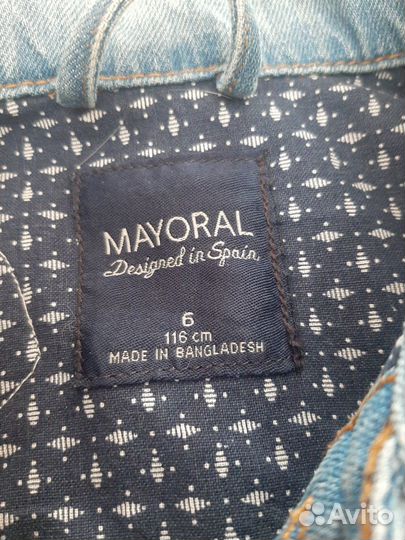 MAYORAL
Designed in Spain
6
116 cm
MADE IN BANGLADESH
Avito